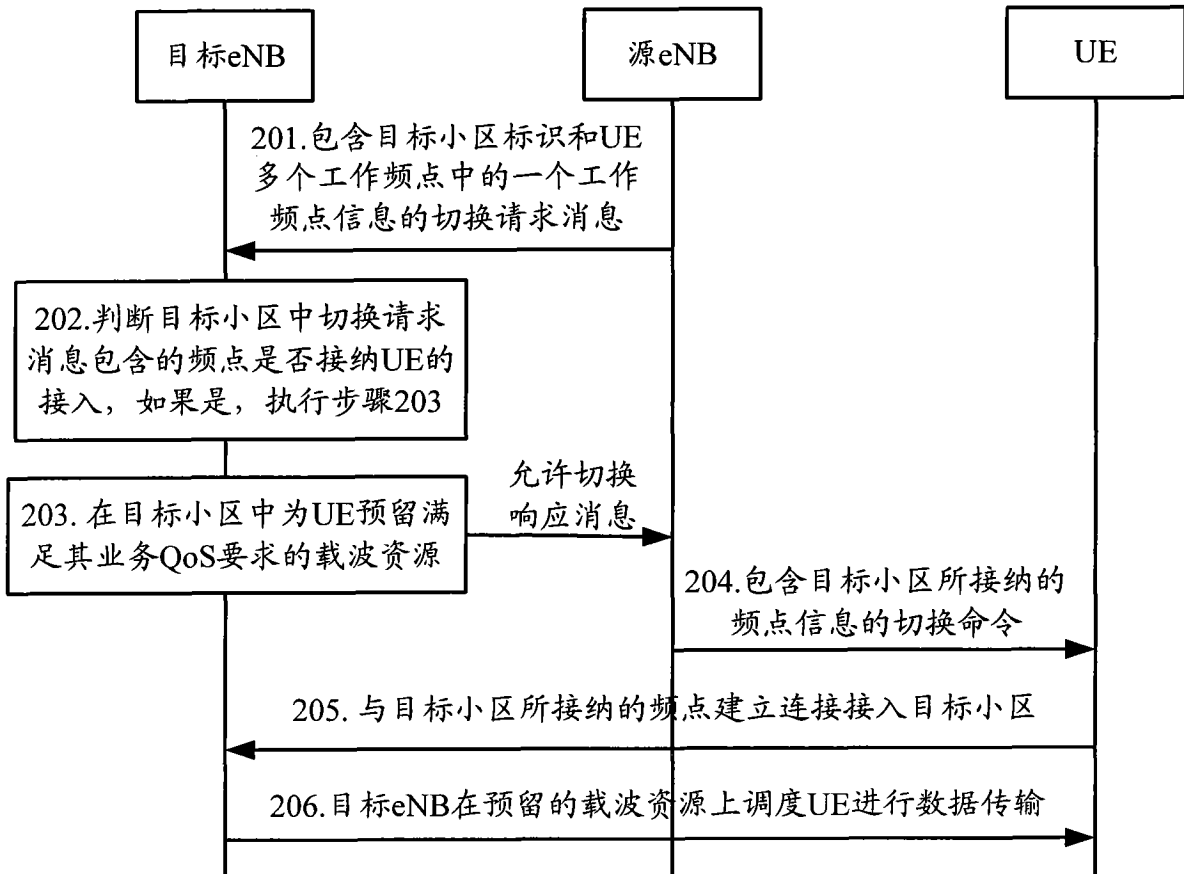 目标eNB
源eNB
UE
201.包含目标小区标识和UE
多个工作频点中的一个工作
频点信息的切换请求消息
202.判断目标小区中切换请求
消息包含的频点是否接纳UE的
接入，如果是，执行步骤203
203. 在目标小区中为UE预留满
足其业务QoS要求的载波资源
允许切换
响应消息
204.包含目标小区所接纳的
频点信息的切换命令
205. 与目标小区所接纳的频点建立连接接入目标小区
206.目标eNB在预留的载波资源上调度UE进行数据传输